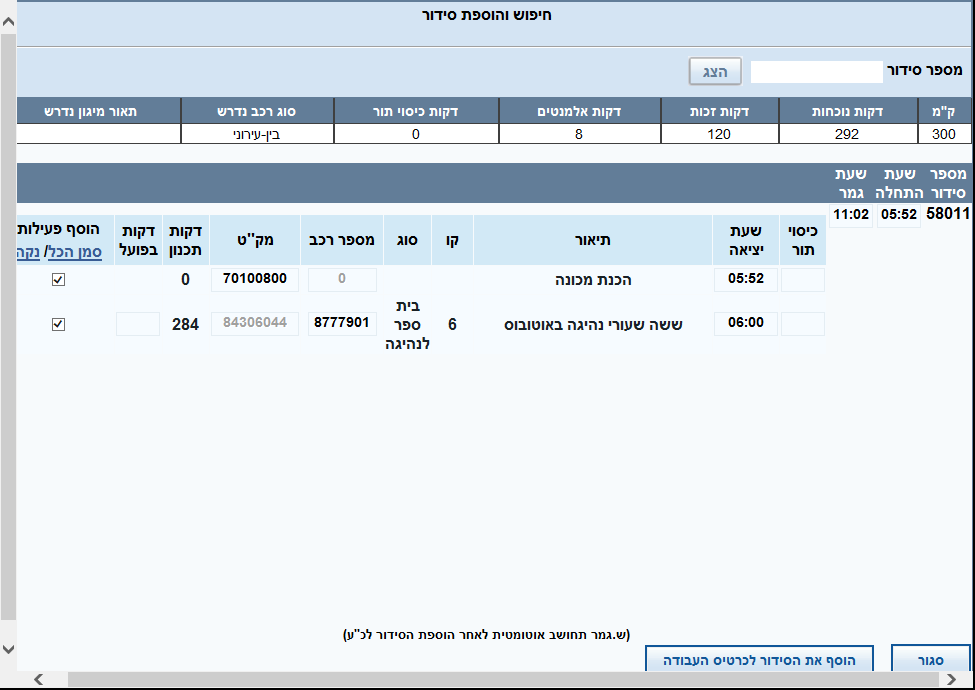 חיפוש והוספת סידור
מספר סידור הצג
ק"מ דקות נוכחות דקות זכות דקות אלמנטים דקות כיסוי תור סוג רכב נדרש תאור מיגון נדרש
300 292 120 8 0 בין-עירוני
מספר סידור שעת התחלה שעת גמר
58011 05:52 11:02
כיסוי תור שעת יציאה תיאור קו סוג מספר רכב מק"ט דקות תכנון דקות בפועל הוסף פעילות
סמן הכל/ נקה
05:52 הכנת מכונה 0 70100800 0
06:00 ששה שעורי נהיגה באוטובוס 6 בית ספר לנהיגה 8777901 84306044 284
(ש.גמר תחושב אוטומטית לאחר הוספת הסידור לכ"ע)
סגור הוסף את הסידור לכרטיס העבודה